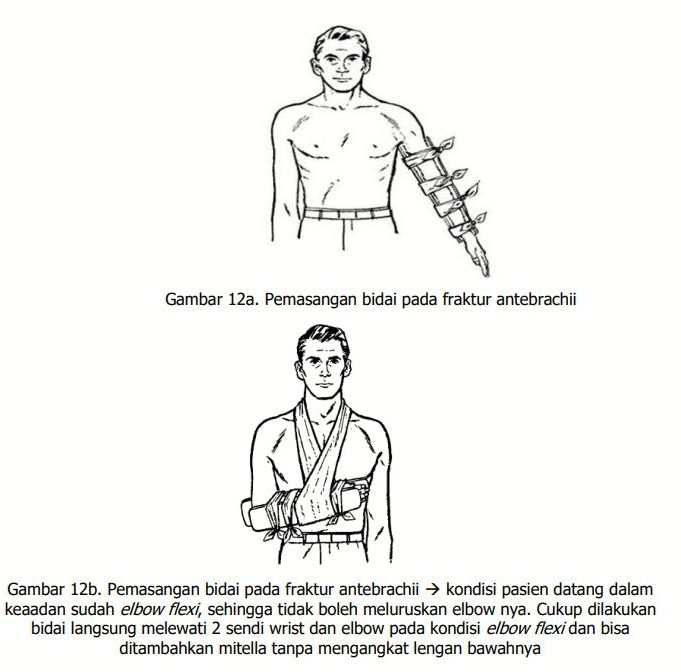 Gambar 12a. Pemasangan bidai pada fraktur antebrachii
Gambar 12b. Pemasangan bidai pada fraktur antebrachii → kondisi pasien datang dalam
keaadan sudah elbow flexi, sehingga tidak boleh meluruskan elbow nya. Cukup dilakukan
bidai langsung melewati 2 sendi wrist dan elbow pada kondisi elbow flexi dan bisa
ditambahkan mitella tanpa mengangkat lengan bawahnya